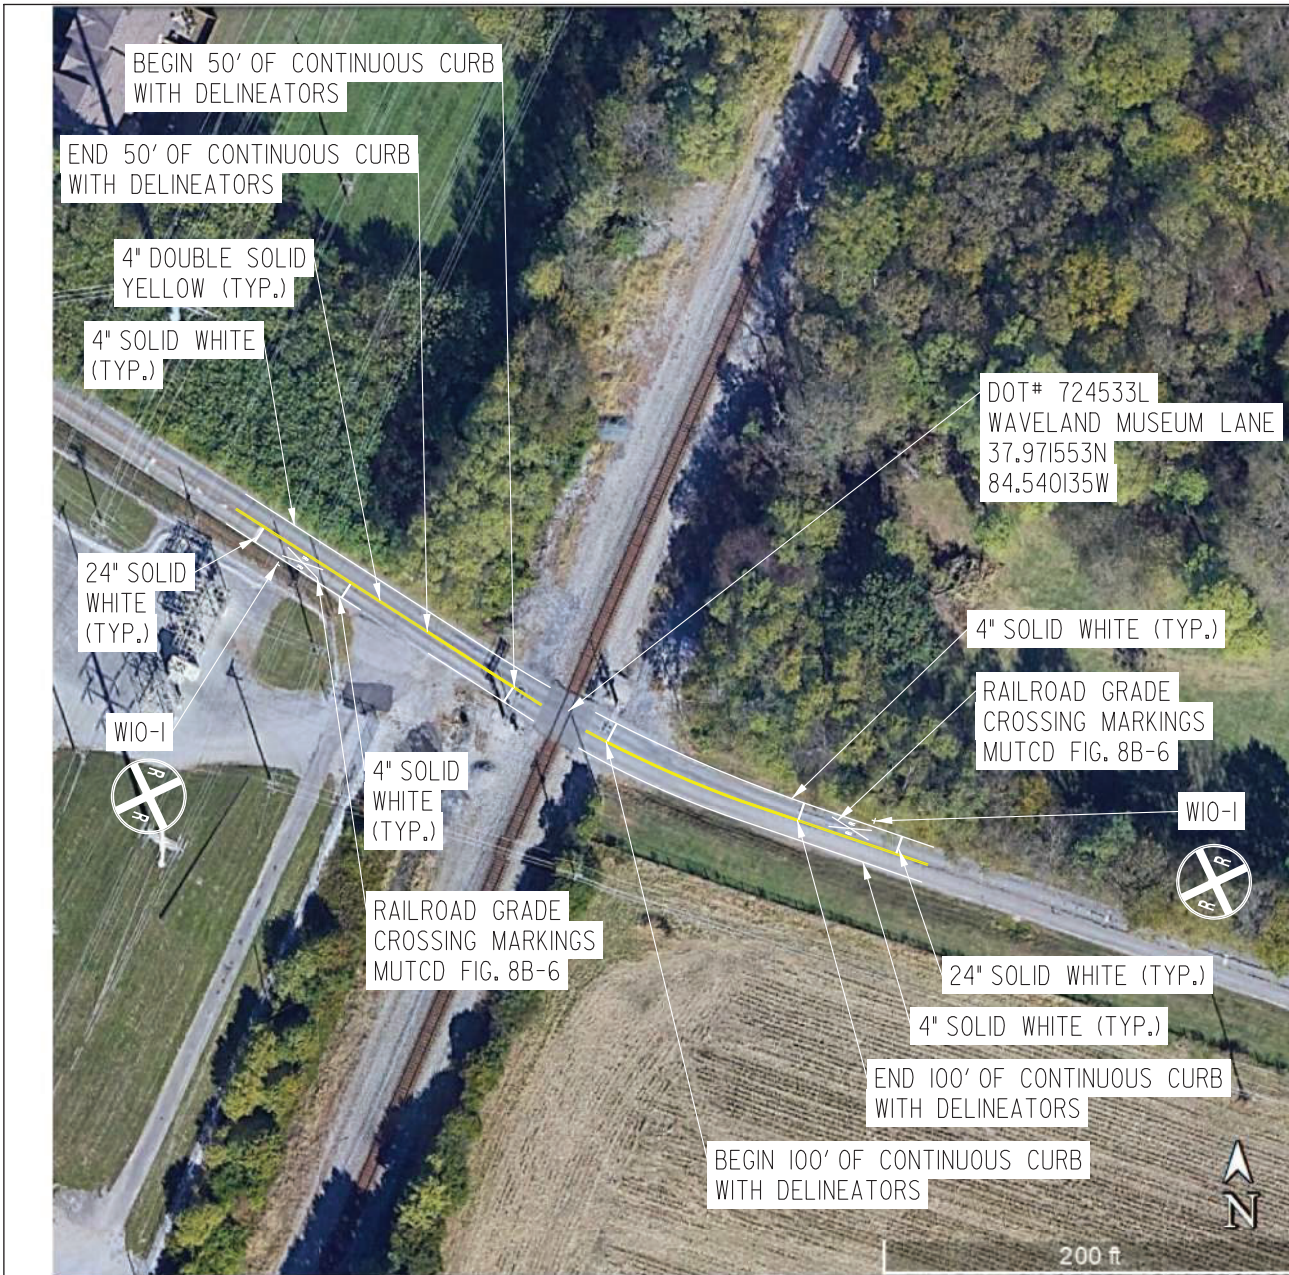 BEGIN 50' OF CONTINUOUS CURB
WITH DELINEATORS
END 50' OF CONTINUOUS CURB
WITH DELINEATORS
4" DOUBLE SOLID
YELLOW (TYP.)
4" SOLID WHITE
(TYP.)
DOT# 724533L
WAVELAND MUSEUM LANE
37.971553N
84.540135W
24" SOLID
WHITE
(TYP.)
4" SOLID WHITE (TYP.)
RAILROAD GRADE
CROSSING MARKINGS
MUTCD FIG. 8B-6
W10-1
R
R
4" SOLID
WHITE
(TYP.)
W10-1
R
R
RAILROAD GRADE
CROSSING MARKINGS
MUTCD FIG. 8B-6
24" SOLID WHITE (TYP.)
4" SOLID WHITE (TYP.)
END 100' OF CONTINUOUS CURB
WITH DELINEATORS
BEGIN 100' OF CONTINUOUS CURB
WITH DELINEATORS
N
200 ft